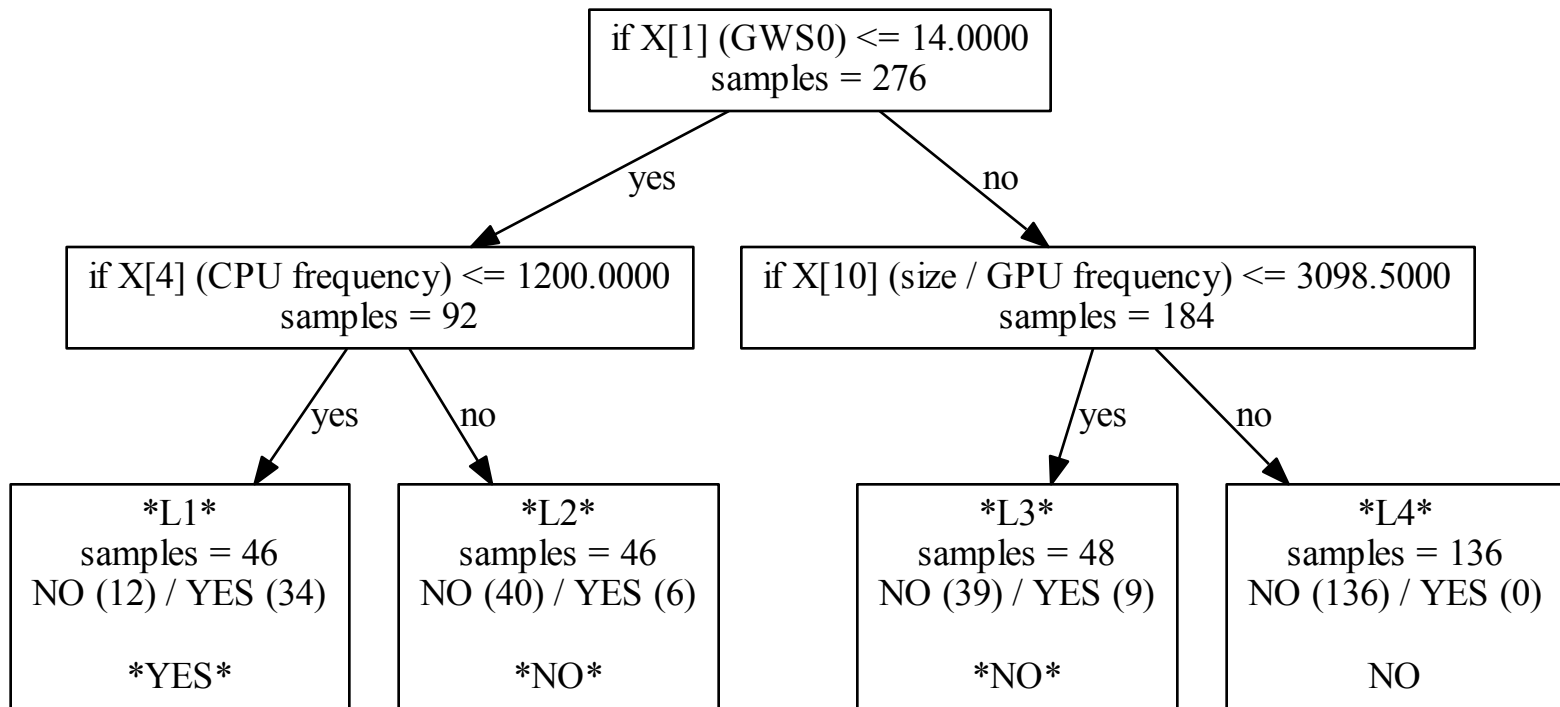 if X[1] (GWS0) <= 14.0000
samples = 276
yes
no
if X[4] (CPU frequency) <= 1200.0000
samples = 92
if X[10] (size / GPU frequency) <= 3098.5000
samples = 184
yes
no
yes
no
*L1*
samples = 46
NO (12) / YES (34)
*YES*
*L2*
samples = 46
NO (40) / YES (6)
*NO*
*L3*
samples = 48
NO (39) / YES (9)
*NO*
*L4*
samples = 136
NO (136) / YES (0)
NO